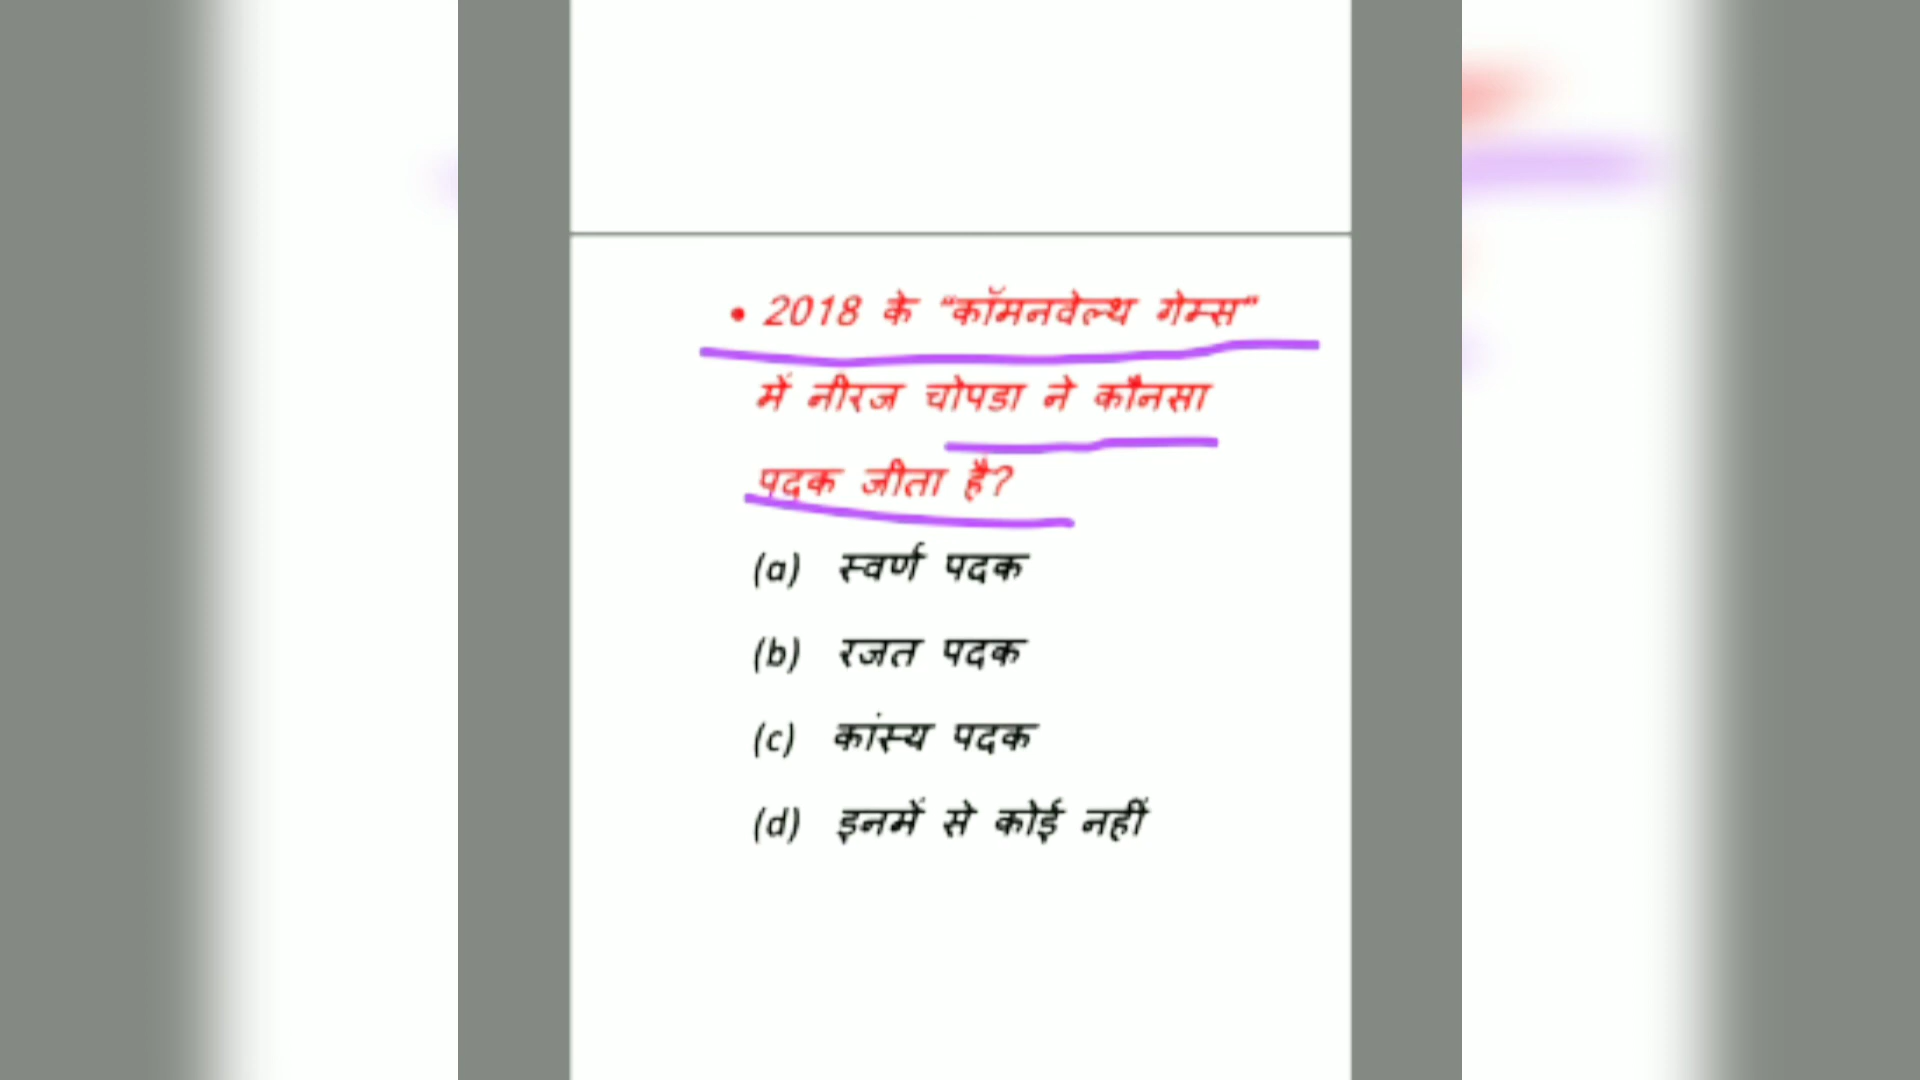 • 2018 के “कॉमनवेल्थ गेम्स”
में नीरज चोपडा ने कौनसा
पदक जीता है?
(a) स्वर्ण पदक
(b) रजत पदक
(c) कांस्य पदक
(d) इनमें से कोई नहीं